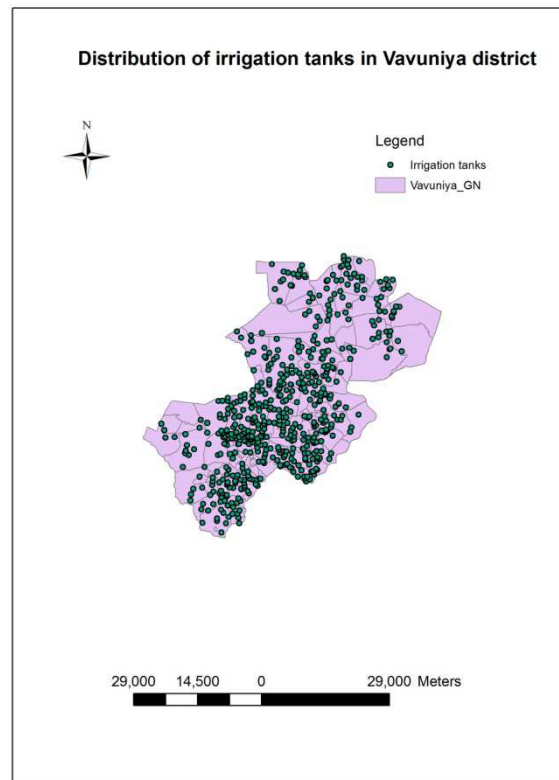 Distribution of irrigation tanks in Vavuniya district
N
Legend
Irrigation tanks
Vavuniya_GN
29,000 14,500 0 29,000 Meters